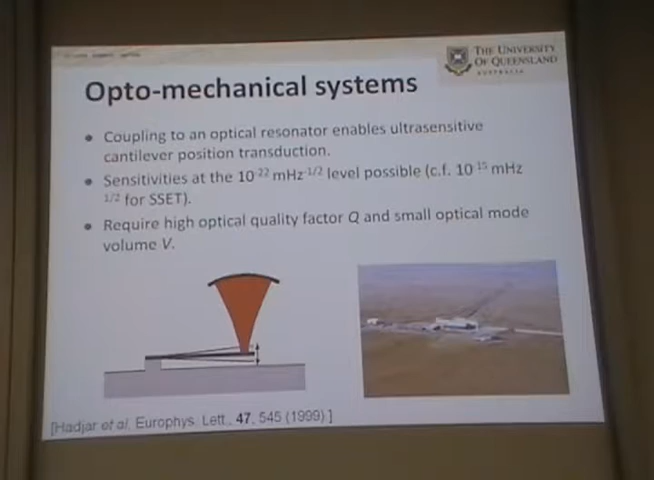 THE UNIVERSITY
OF QUEENSLAND
AUSTRALIA
Opto-mechanical systems
• Coupling to an optical resonator enables ultrasensitive
cantilever position transduction.
• Sensitivities at the 10⁻²² mHz⁻¹/² level possible (c.f. 10⁻¹⁵ mHz⁻
¹/² for SSET).
• Require high optical quality factor Q and small optical mode
volume V.
[Hadjar et al. Europhys. Lett., 47, 545 (1999).]